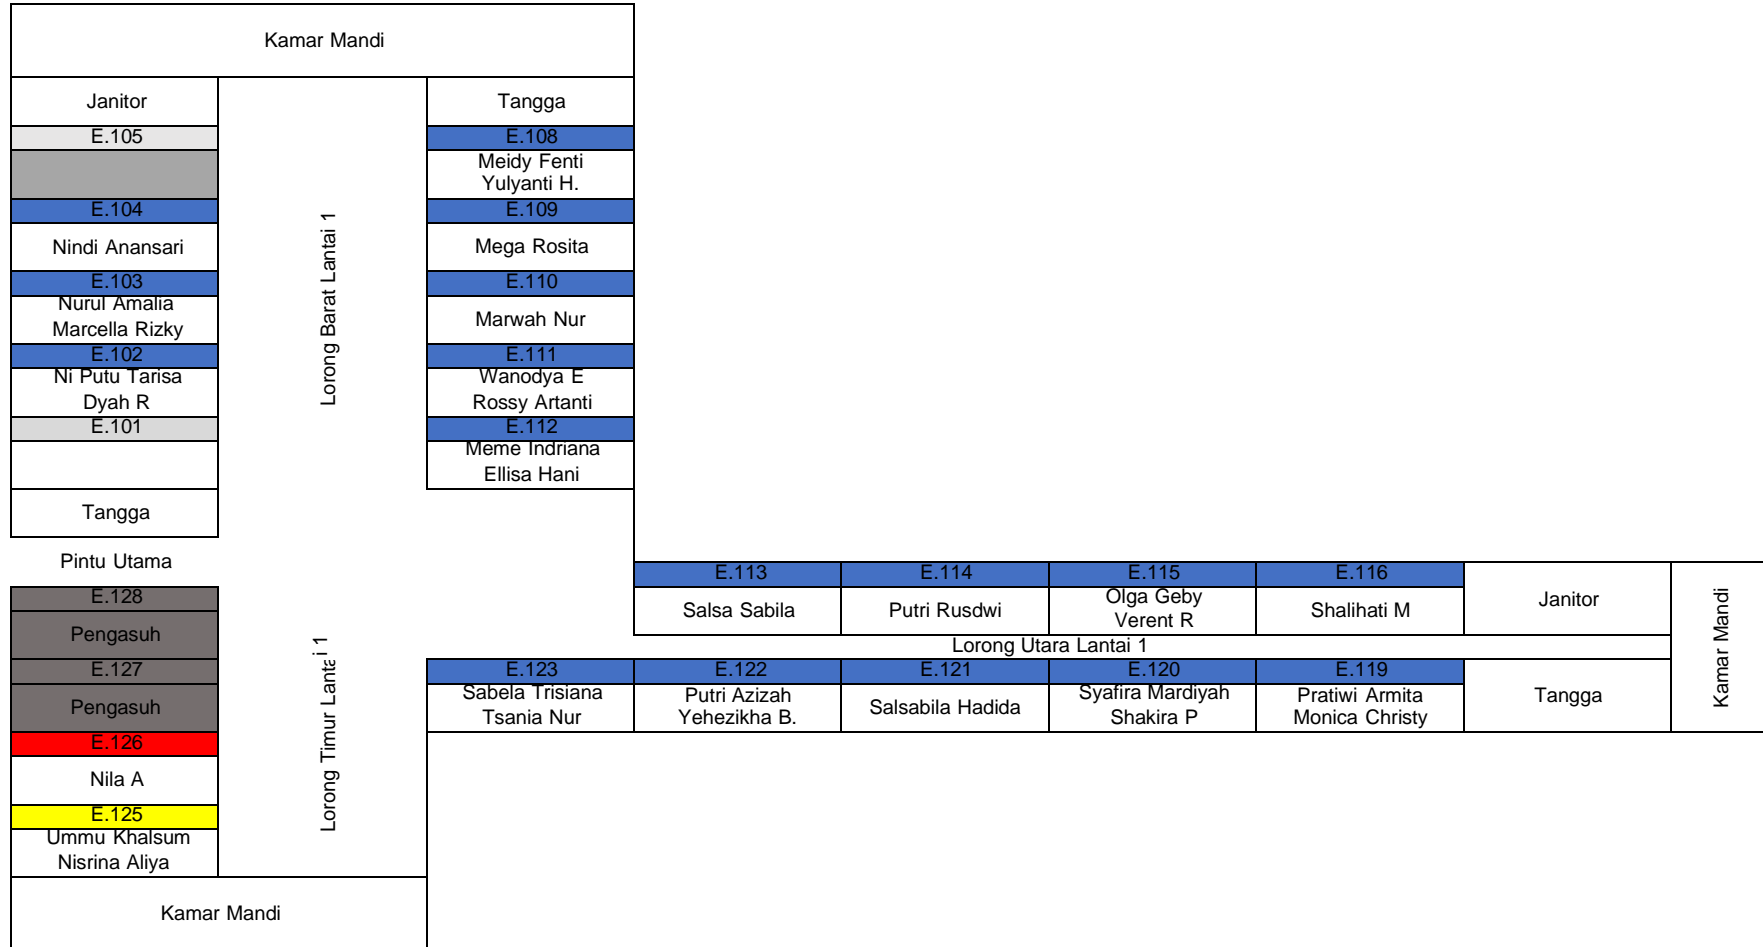 Kamar Mandi
Janitor
Tangga
E.105
E.108
Meidy Fenti
Yulyanti H.
E.104
E.109
Nindi Anansari
Mega Rosita
E.103
E.110
Nurul Amalia
Marcella Rizky
Marwah Nur
E.102
E.111
Ni Putu Tarisa
Dyah R
Wanodya E
Rossy Artanti
E.101
E.112
Meme Indriana
Ellisa Hani
Lorong Barat Lantai 1
Tangga
Pintu Utama
E.113
E.114
E.115
E.116
Salsa Sabila
Putri Rusdwi
Olga Geby
Verent R
Shalihati M
Janitor
Kamar Mandi
Lorong Utara Lantai 1
E.128
Pengasuh
E.127
Pengasuh
E.123
E.122
E.121
E.120
E.119
Sabela Trisiana
Tsania Nur
Putri Azizah
Yehezikha B.
Salsabila Hadida
Syafira Mardiyah
Shakira P
Pratiwi Armita
Monica Christy
Tangga
E.126
Nila A
E.125
Ummu Khalsum
Nisrina Aliya
Lorong Timur Lantai 1
Kamar Mandi